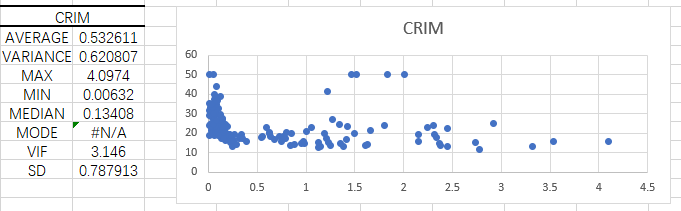 CRIM
AVERAGE 0.532611
VARIANCE 0.620807
MAX 4.0974
MIN 0.00632
MEDIAN 0.13408
MODE #N/A
VIF 3.146
SD 0.787913
CRIM
60
50
40
30
20
10
0
0 0.5 1 1.5 2 2.5 3 3.5 4 4.5